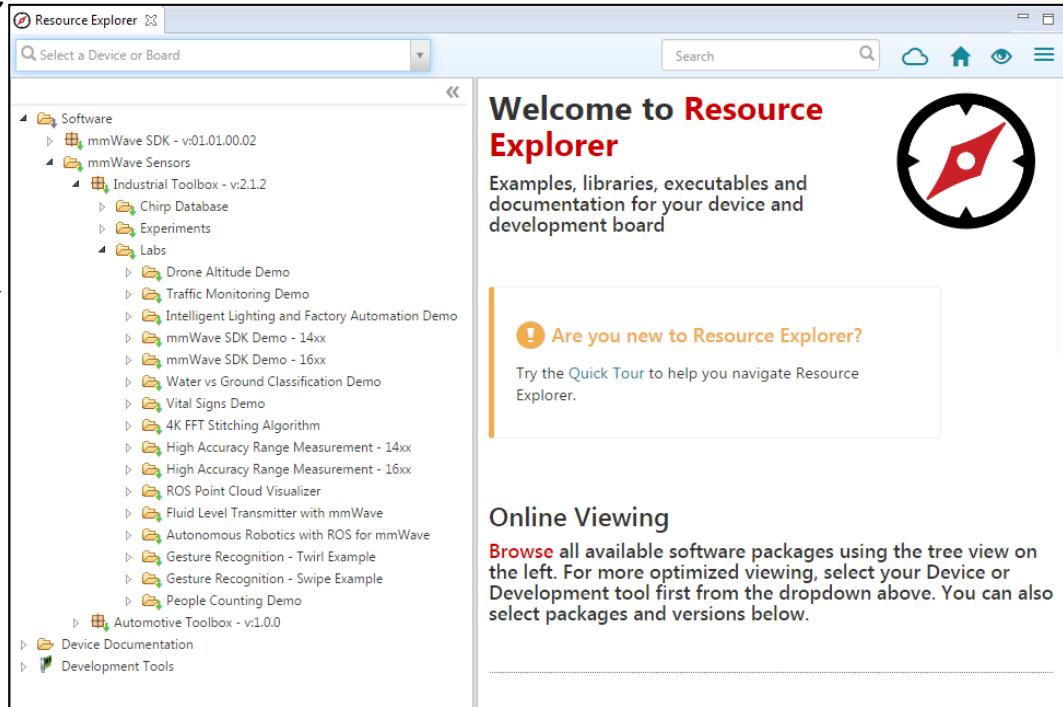 Resource Explorer
Select a Device or Board
Search
Software
mmWave SDK - v:01.01.00.02
mmWave Sensors
Industrial Toolbox - v:2.1.2
Chirp Database
Experiments
Labs
Drone Altitude Demo
Traffic Monitoring Demo
Intelligent Lighting and Factory Automation Demo
mmWave SDK Demo - 14xx
mmWave SDK Demo - 16xx
Water vs Ground Classification Demo
Vital Signs Demo
4K FFT Stitching Algorithm
High Accuracy Range Measurement - 14xx
High Accuracy Range Measurement - 16xx
ROS Point Cloud Visualizer
Fluid Level Transmitter with mmWave
Autonomous Robotics with ROS for mmWave
Gesture Recognition - Twirl Example
Gesture Recognition - Swipe Example
People Counting Demo
Automotive Toolbox - v:1.0.0
Device Documentation
Development Tools
Welcome to Resource
Explorer
Examples, libraries, executables and
documentation for your device and
development board
Are you new to Resource Explorer?
Try the Quick Tour to help you navigate Resource
Explorer.
Online Viewing
Browse all available software packages using the tree view on
the left. For more optimized viewing, select your Device or
Development tool first from the dropdown above. You can also
select packages and versions below.